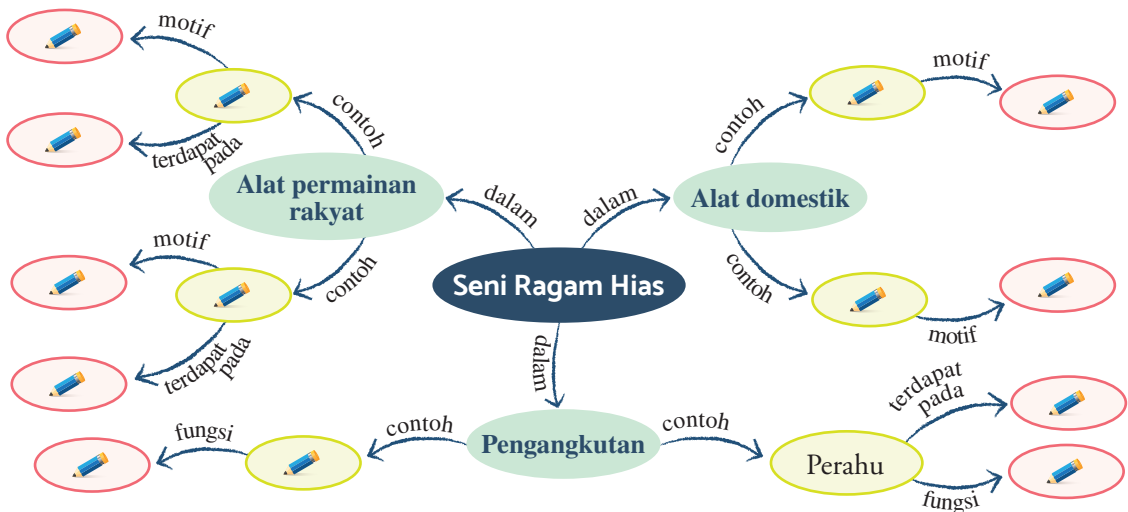 motif
terdapat
pada
contoh
Alat permainan
rakyat
dalam
motif
terdapat
pada
contoh
Seni Ragam Hias
dalam
Alat domestik
contoh
motif
contoh
motif
dalam
Pengangkutan
contoh
fungsi
contoh
Perahu
terdapat
pada
fungsi